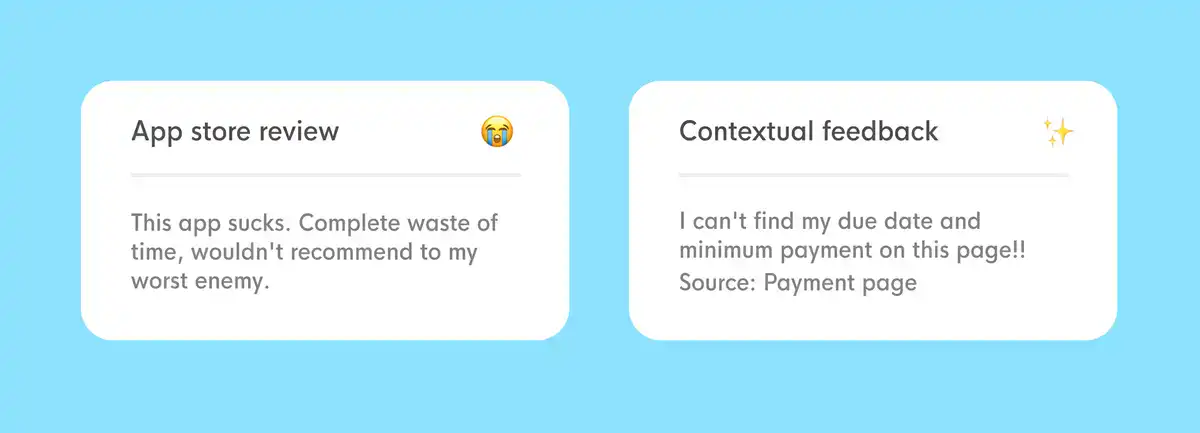 App store review 😭
This app sucks. Complete waste of
time, wouldn't recommend to my
worst enemy.
Contextual feedback ✨
I can't find my due date and
minimum payment on this page!!
Source: Payment page